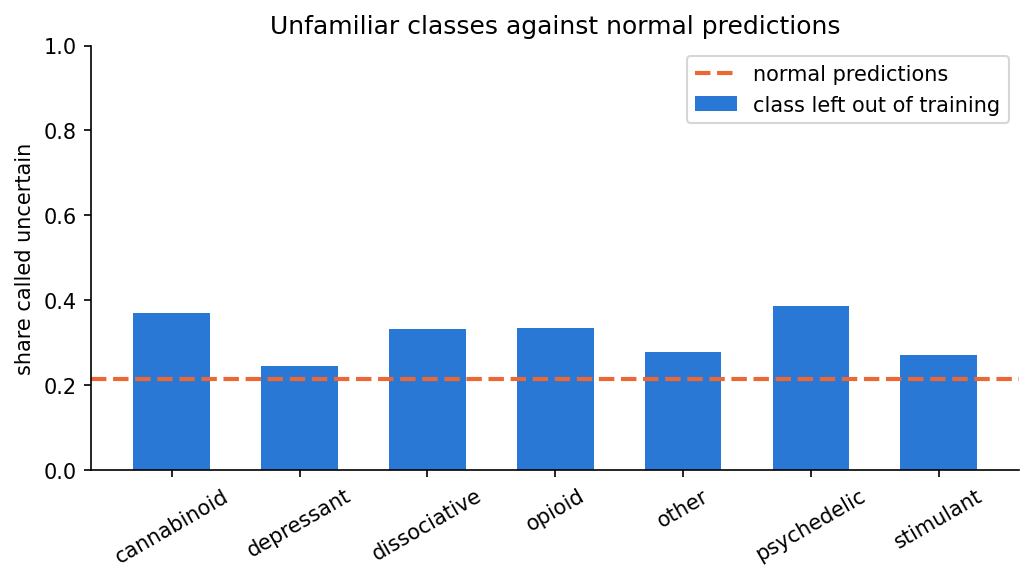 Unfamiliar classes against normal predictions
normal predictions
class left out of training
share called uncertain
1.0
0.8
0.6
0.4
0.2
0.0
cannabinoid
depressant
dissociative
opioid
other
psychedelic
stimulant